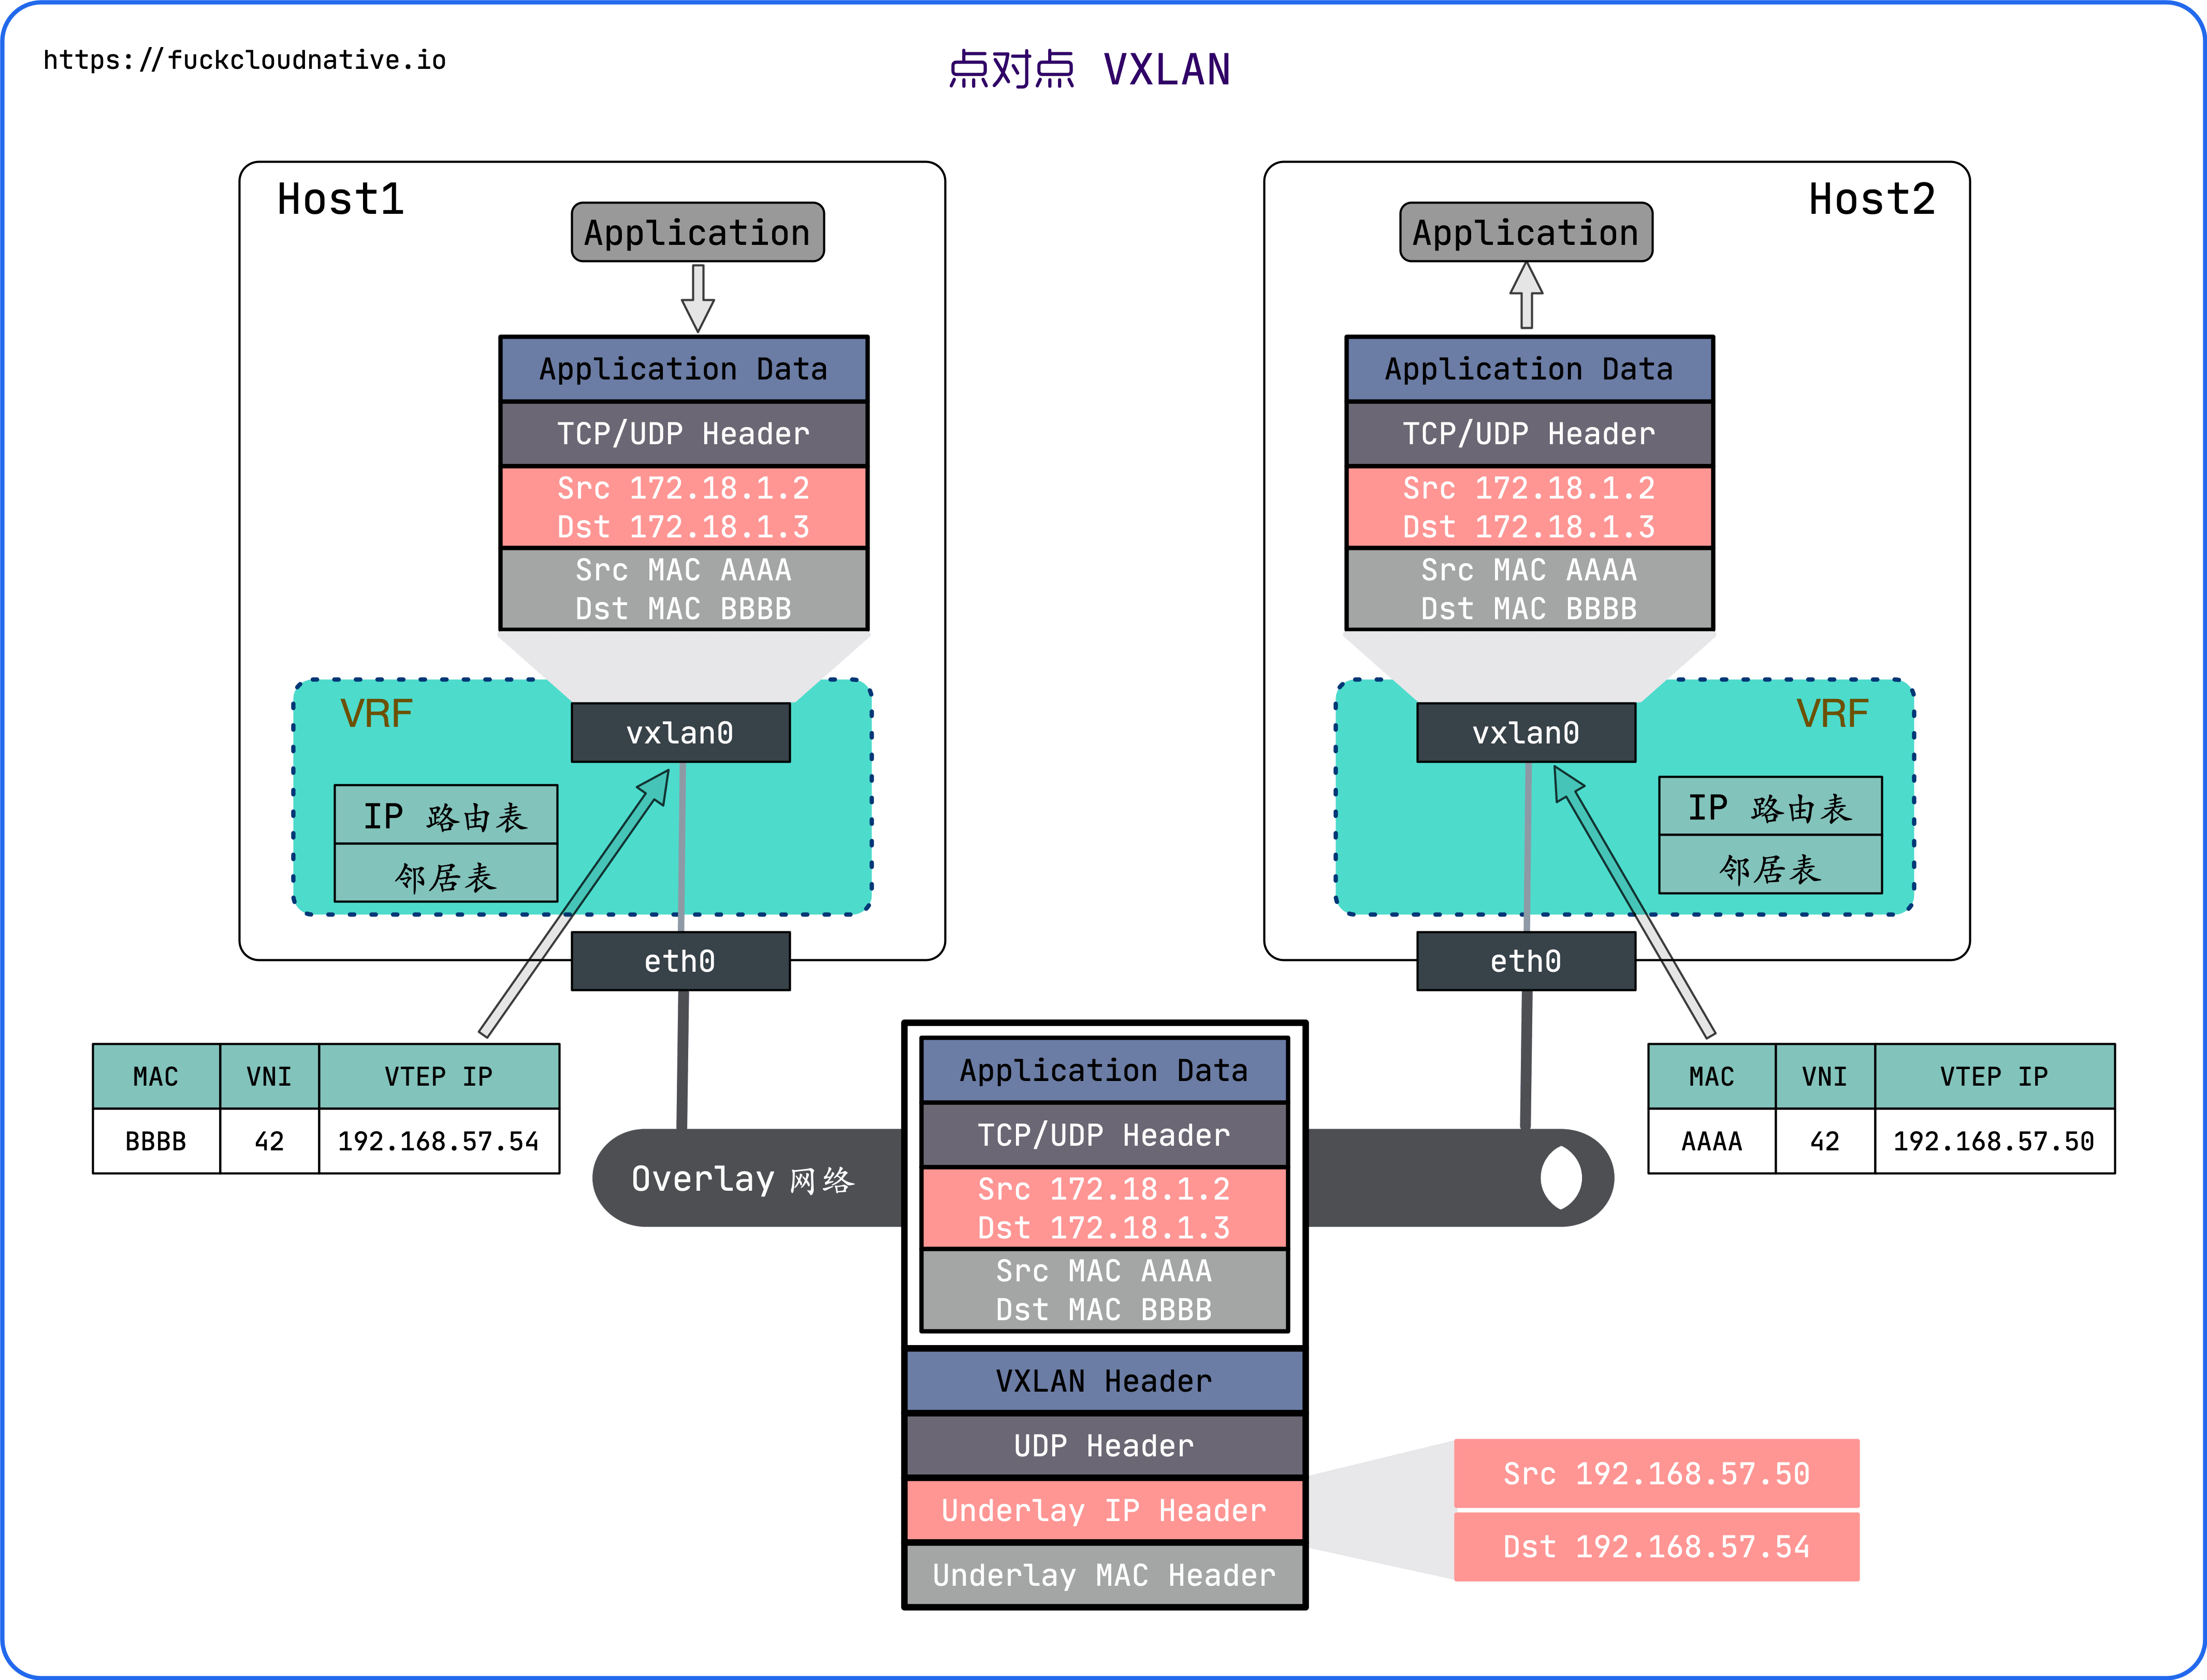 https://fuckcloudnative.io
点对点 VXLAN
Host1
Application
Application Data
TCP/UDP Header
Src 172.18.1.2
Dst 172.18.1.3
Src MAC AAAA
Dst MAC BBBB
VRF
vxlan0
IP 路由表
邻居表
eth0
Host2
Application
Application Data
TCP/UDP Header
Src 172.18.1.2
Dst 172.18.1.3
Src MAC AAAA
Dst MAC BBBB
VRF
vxlan0
IP 路由表
邻居表
eth0
MAC VNI VTEP IP
BBBB 42 192.168.57.54
MAC VNI VTEP IP
AAAA 42 192.168.57.50
Overlay 网络
Application Data
TCP/UDP Header
Src 172.18.1.2
Dst 172.18.1.3
Src MAC AAAA
Dst MAC BBBB
VXLAN Header
UDP Header
Underlay IP Header
Underlay MAC Header
Src 192.168.57.50
Dst 192.168.57.54